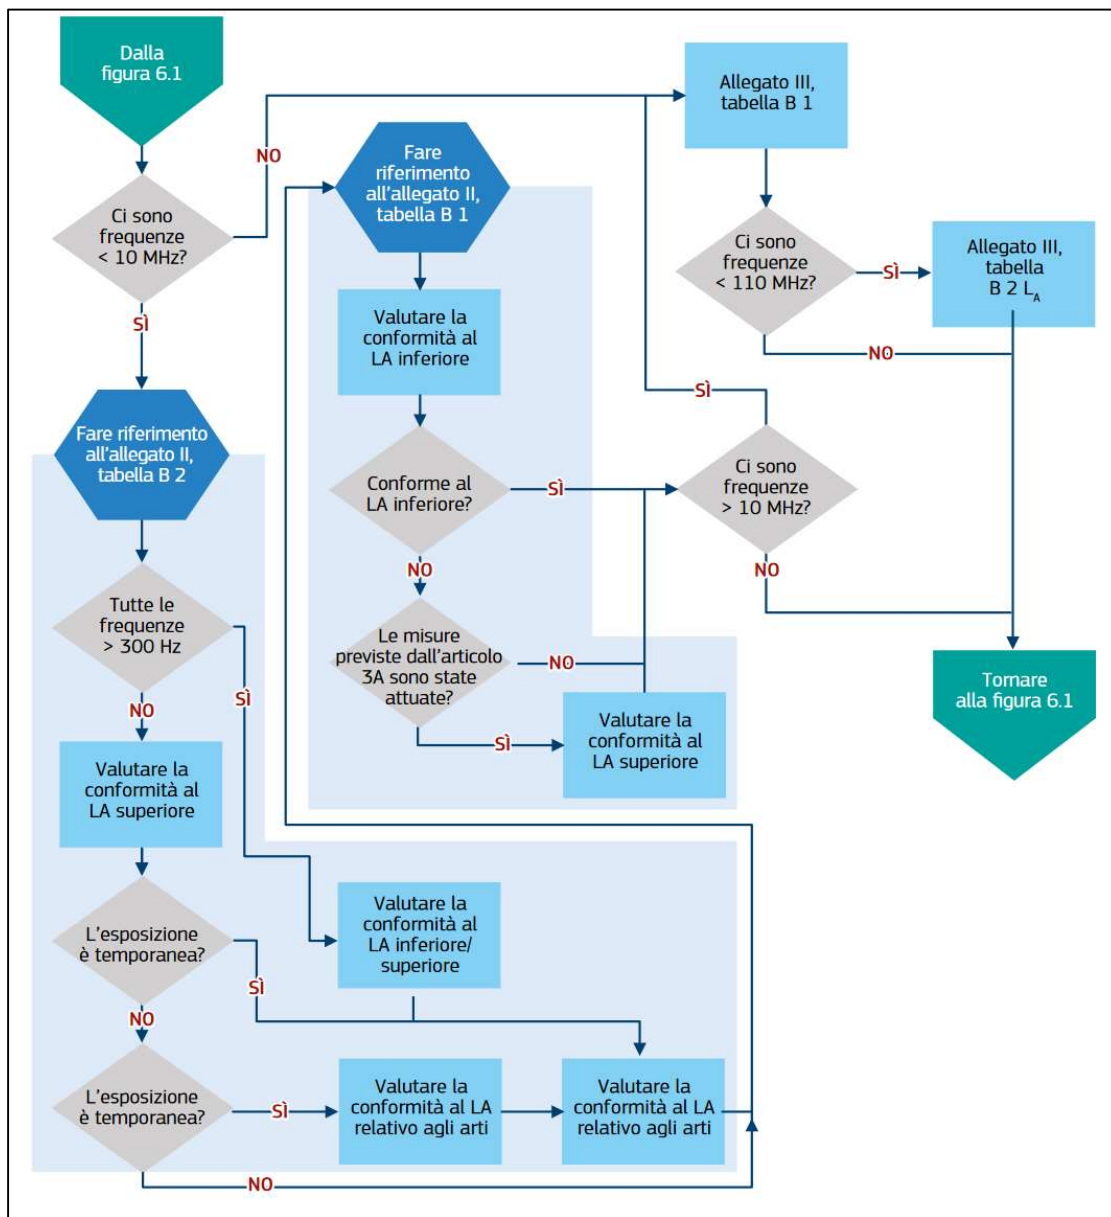 Dalla
figura 6.1
Ci sono
frequenze
< 10 MHz?
NO
SÌ
Fare riferimento
all'allegato II,
tabella B 2
Tutte le
frequenze
> 300 Hz
NO
SÌ
Valutare la
conformità al
LA superiore
L'esposizione
è temporanea?
SÌ
NO
L'esposizione
è temporanea?
SÌ
NO
Valutare la
conformità al
LA inferiore/
superiore
Valutare la
conformità al LA
relativo agli arti
Valutare la
conformità al LA
relativo agli arti
Fare
riferimento
all'allegato II,
tabella B 1
Valutare la
conformità al
LA inferiore
Conforme al
LA inferiore?
SÌ
NO
Le misure
previste dall'articolo
3A sono state
attuate?
NO
SÌ
Valutare la
conformità al
LA superiore
Ci sono
frequenze
> 10 MHz?
SÌ
NO
Allegato III,
tabella B 1
Ci sono
frequenze
< 110 MHz?
SÌ
NO
Allegato III,
tabella
B 2 LA
Tornare
alla figura 6.1